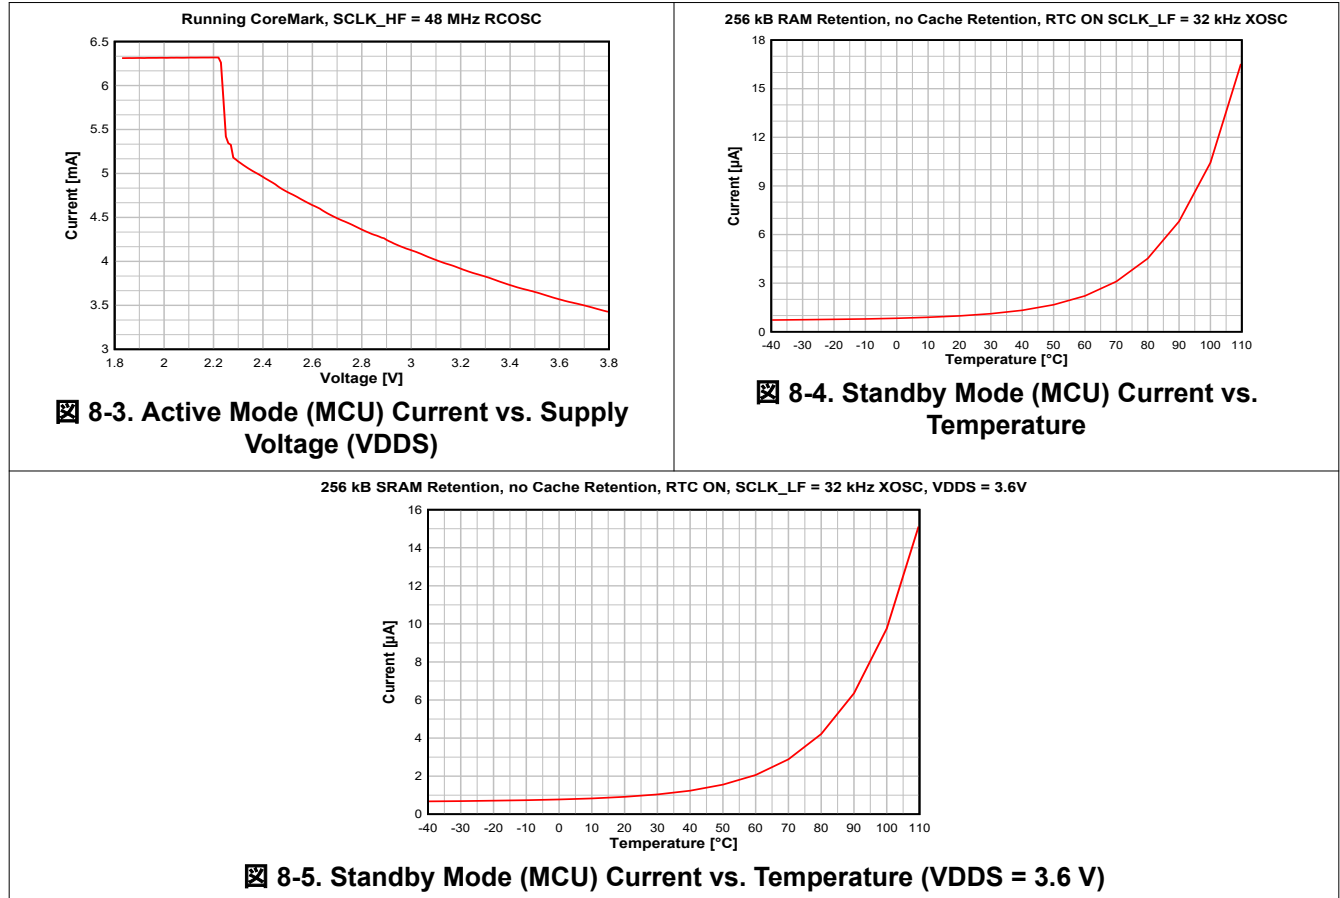 Running CoreMark, SCLK_HF = 48 MHz RCOSC
6.5
6
5.5
5
4.5
4
3.5
3
Current [mA]
1.8 2 2.2 2.4 2.6 2.8 3 3.2 3.4 3.6 3.8
Voltage [V]
図 8-3. Active Mode (MCU) Current vs. Supply
Voltage (VDDS)
256 kB RAM Retention, no Cache Retention, RTC ON SCLK_LF = 32 kHz XOSC
18
15
12
9
6
3
0
Current [µA]
-40 -30 -20 -10 0 10 20 30 40 50 60 70 80 90 100 110
Temperature [°C]
図 8-4. Standby Mode (MCU) Current vs.
Temperature
256 kB SRAM Retention, no Cache Retention, RTC ON, SCLK_LF = 32 kHz XOSC, VDDS = 3.6V
16
14
12
10
8
6
4
2
0
Current [µA]
-40 -30 -20 -10 0 10 20 30 40 50 60 70 80 90 100 110
Temperature [°C]
図 8-5. Standby Mode (MCU) Current vs. Temperature (VDDS = 3.6 V)